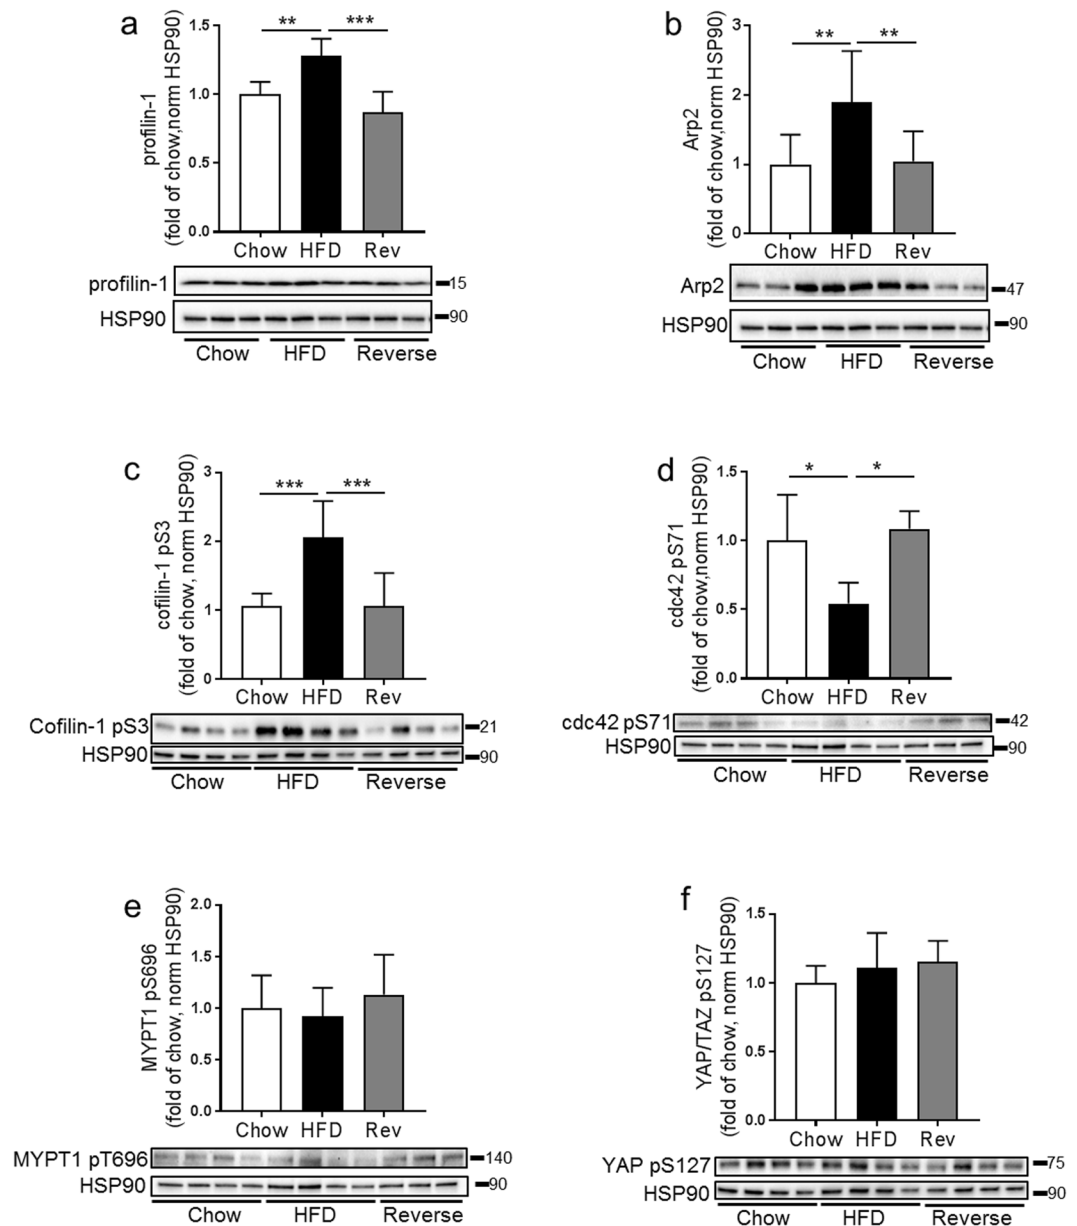 a
profilin-1
(fold of chow,norm HSP90)
1.5
1.0
0.5
0.0
** ***
Chow HFD Rev
profilin-1 15
HSP90 90
Chow HFD Reverse
b
Arp2
(fold of chow,norm HSP90)
3
2
1
0
** **
Chow HFD Rev
Arp2 47
HSP90 90
Chow HFD Reverse
c
cofilin-1 pS3
(fold of chow, norm HSP90)
3
2
1
0
*** ***
Chow HFD Rev
Cofilin-1 pS3 21
HSP90 90
Chow HFD Reverse
d
cdc42 pS71
(fold of chow,norm HSP90)
1.5
1.0
0.5
0.0
* *
Chow HFD Rev
cdc42 pS71 42
HSP90 90
Chow HFD Reverse
e
MYPT1 pS696
(fold of chow, norm HSP90)
2.0
1.5
1.0
0.5
0.0
Chow HFD Rev
MYPT1 pT696 140
HSP90 90
Chow HFD Reverse
f
YAP/TAZ pS127
(fold of chow, norm HSP90)
1.5
1.0
0.5
0.0
Chow HFD Rev
YAP pS127 75
HSP90 90
Chow HFD Reverse